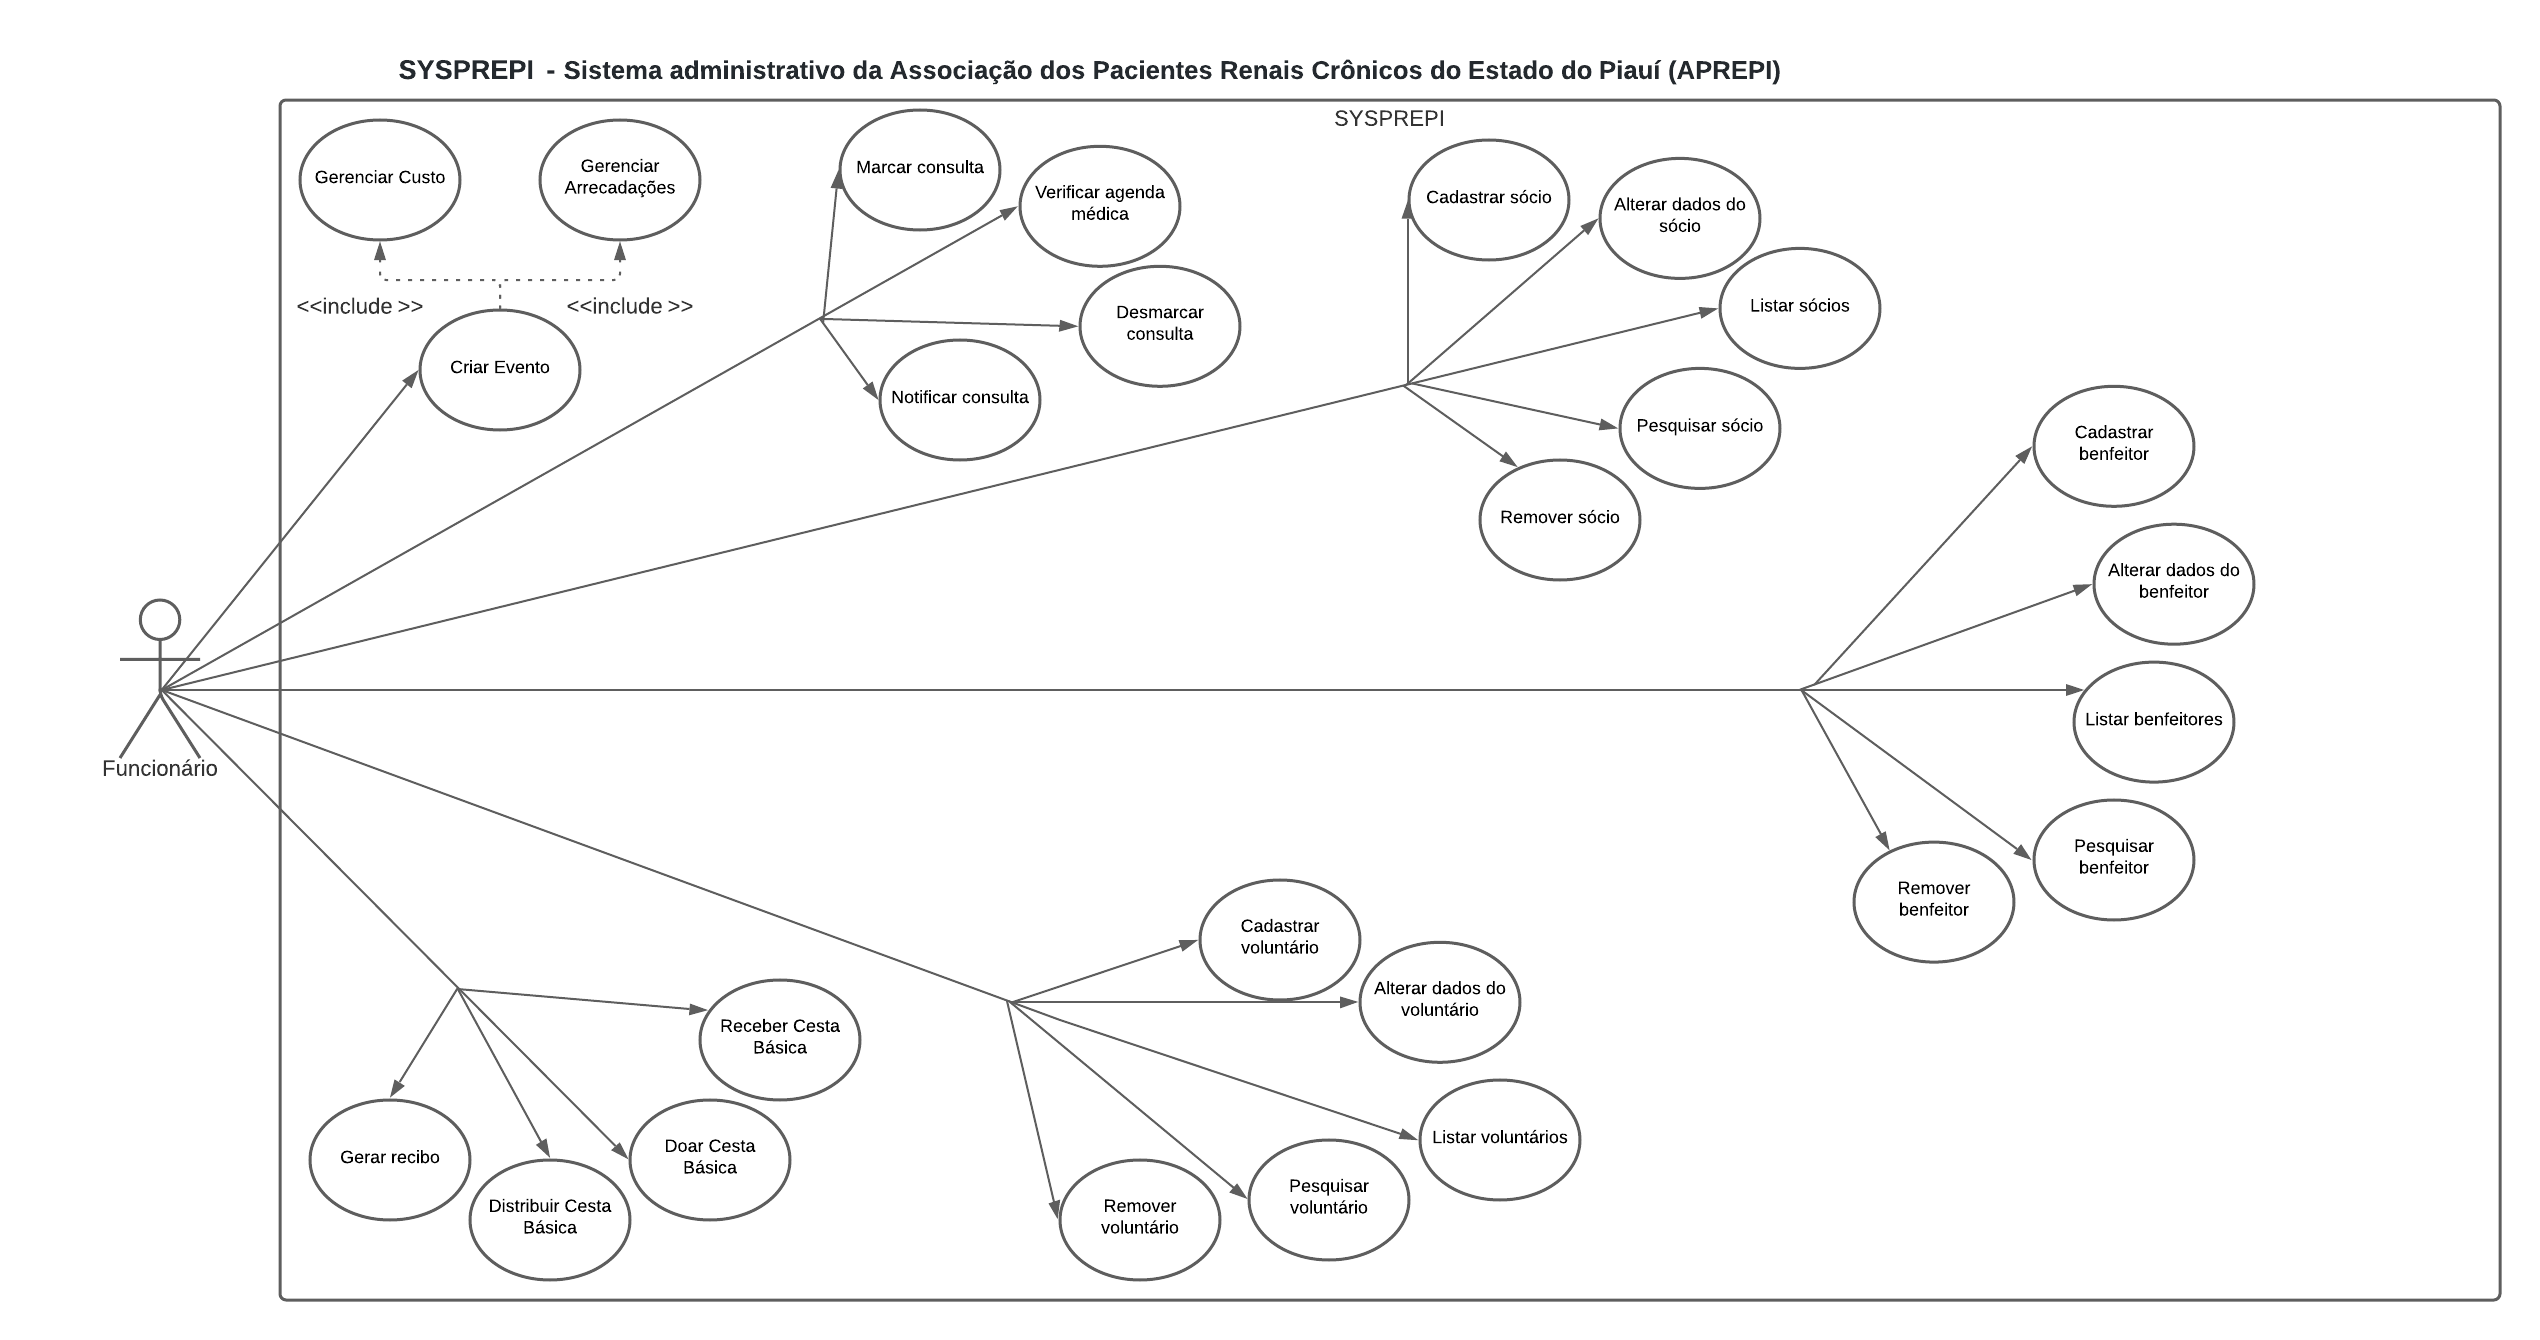 SYSPREPI - Sistema administrativo da Associação dos Pacientes Renais Crônicos do Estado do Piauí (APREPI)
SYSPREPI
Gerenciar Custo
Gerenciar
Arrecadações
<<include >>
<<include >>
Criar Evento
Marcar consulta
Verificar agenda
médica
Desmarcar
consulta
Notificar consulta
Cadastrar sócio
Alterar dados do
sócio
Listar sócios
Pesquisar sócio
Remover sócio
Cadastrar
benfeitor
Alterar dados do
benfeitor
Listar benfeitores
Pesquisar
benfeitor
Remover
benfeitor
Funcionário
Cadastrar
voluntário
Alterar dados do
voluntário
Listar voluntários
Pesquisar
voluntário
Remover
voluntário
Receber Cesta
Básica
Doar Cesta
Básica
Distribuir Cesta
Básica
Gerar recibo